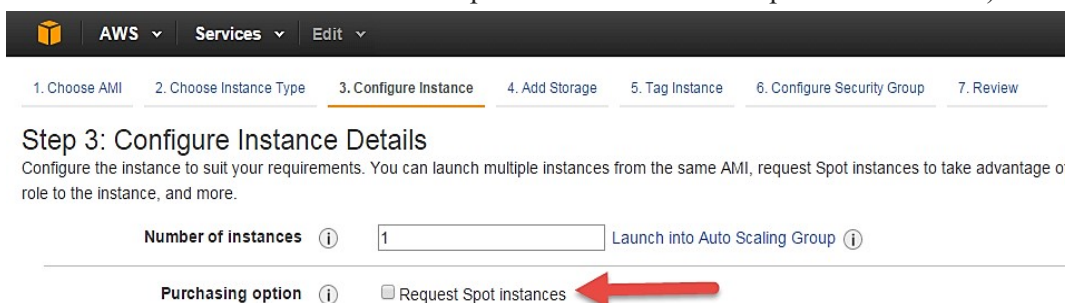 AWS Services Edit
1. Choose AMI 2. Choose Instance Type 3. Configure Instance 4. Add Storage 5. Tag Instance 6. Configure Security Group 7. Review
Step 3: Configure Instance Details
Configure the instance to suit your requirements. You can launch multiple instances from the same AMI, request Spot instances to take advantage of
role to the instance, and more.
Number of instances i 1 Launch into Auto Scaling Group i
Purchasing option i Request Spot instances